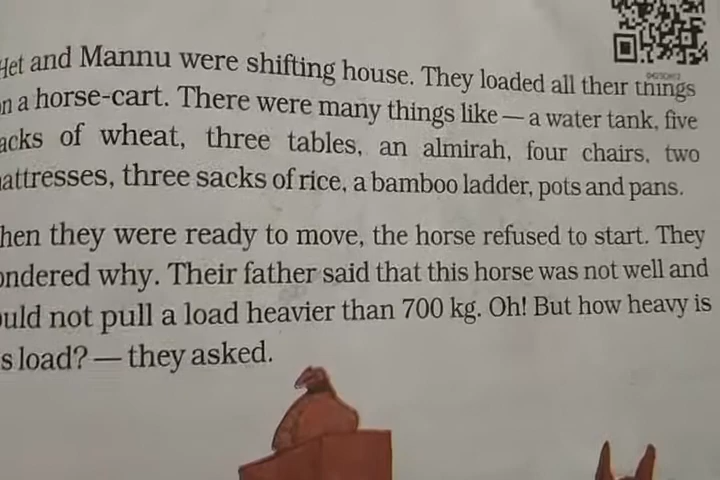 Het and Mannu were shifting house. They loaded all their things
a horse-cart. There were many things like — a water tank, five
acks of wheat, three tables, an almirah, four chairs, two
attresses, three sacks of rice, a bamboo ladder, pots and pans.
hen they were ready to move, the horse refused to start. They
ondered why. Their father said that this horse was not well and
ould not pull a load heavier than 700 kg. Oh! But how heavy is
s load? — they asked.